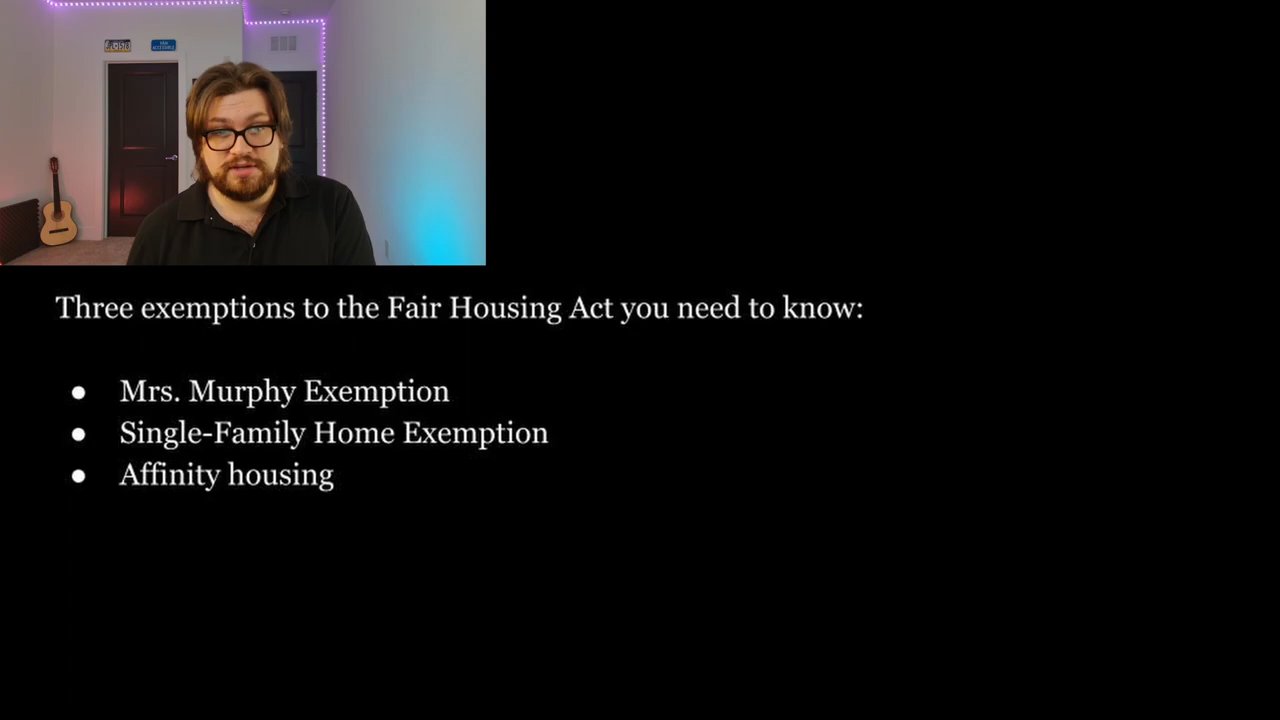 Three exemptions to the Fair Housing Act you need to know:
● Mrs. Murphy Exemption
● Single-Family Home Exemption
● Affinity housing